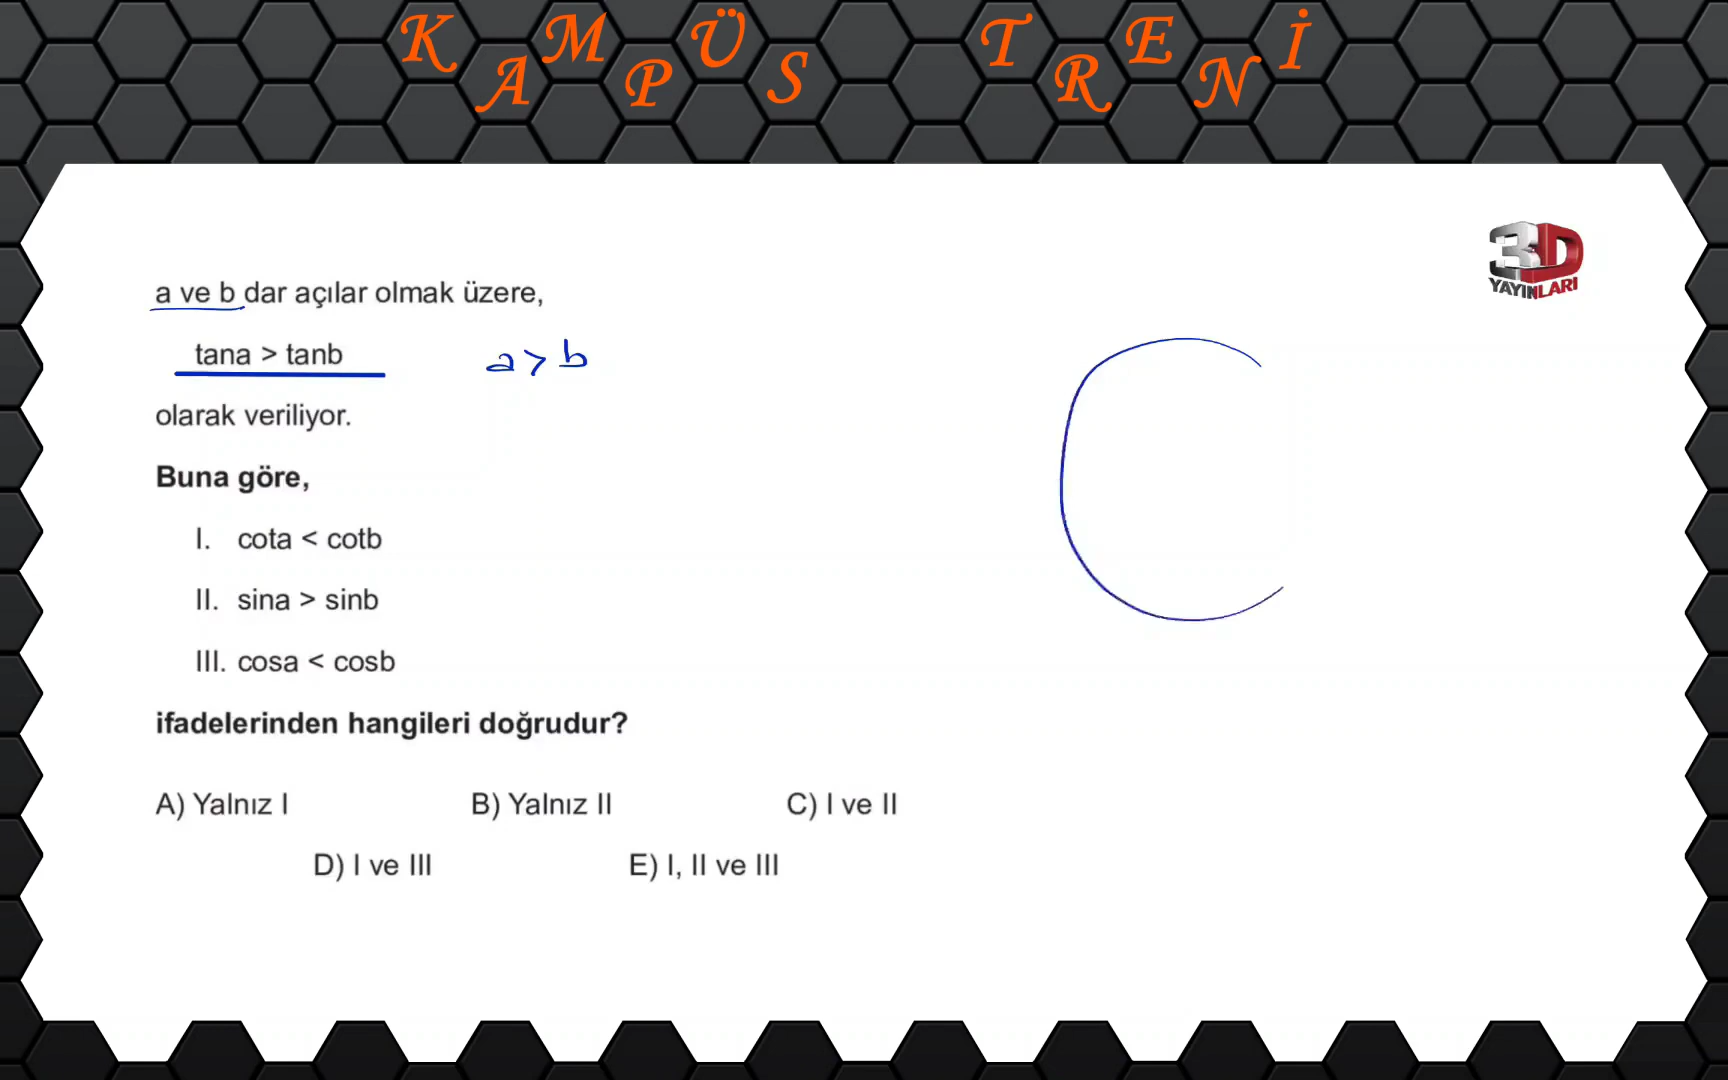 KAMPÜS TRENİ
3D
YAYINLARI
a ve b dar açılar olmak üzere,
tana > tanb a > b
olarak veriliyor.
Buna göre,
I. cota < cotb
II. sina > sinb
III. cosa < cosb
ifadelerinden hangileri doğrudur?
A) Yalnız I B) Yalnız II C) I ve II
D) I ve III E) I, II ve III